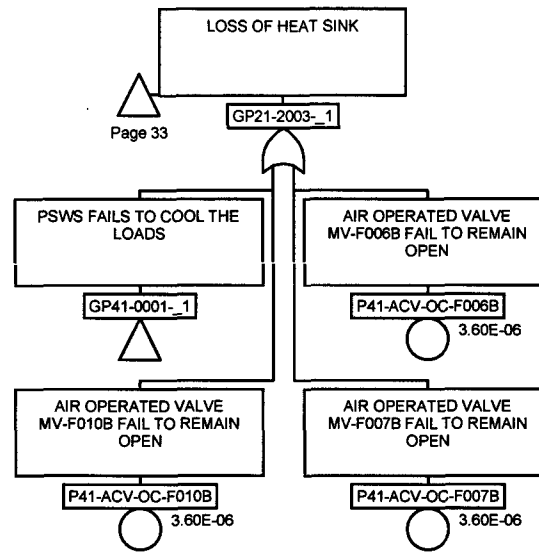 LOSS OF HEAT SINK
Page 33
GP21-2003-_1
PSWS FAILS TO COOL THE
LOADS
GP41-0001-_1
AIR OPERATED VALVE
MV-F006B FAIL TO REMAIN
OPEN
P41-ACV-OC-F006B
3.60E-06
AIR OPERATED VALVE
MV-F010B FAIL TO REMAIN
OPEN
P41-ACV-OC-F010B
3.60E-06
AIR OPERATED VALVE
MV-F007B FAIL TO REMAIN
OPEN
P41-ACV-OC-F007B
3.60E-06